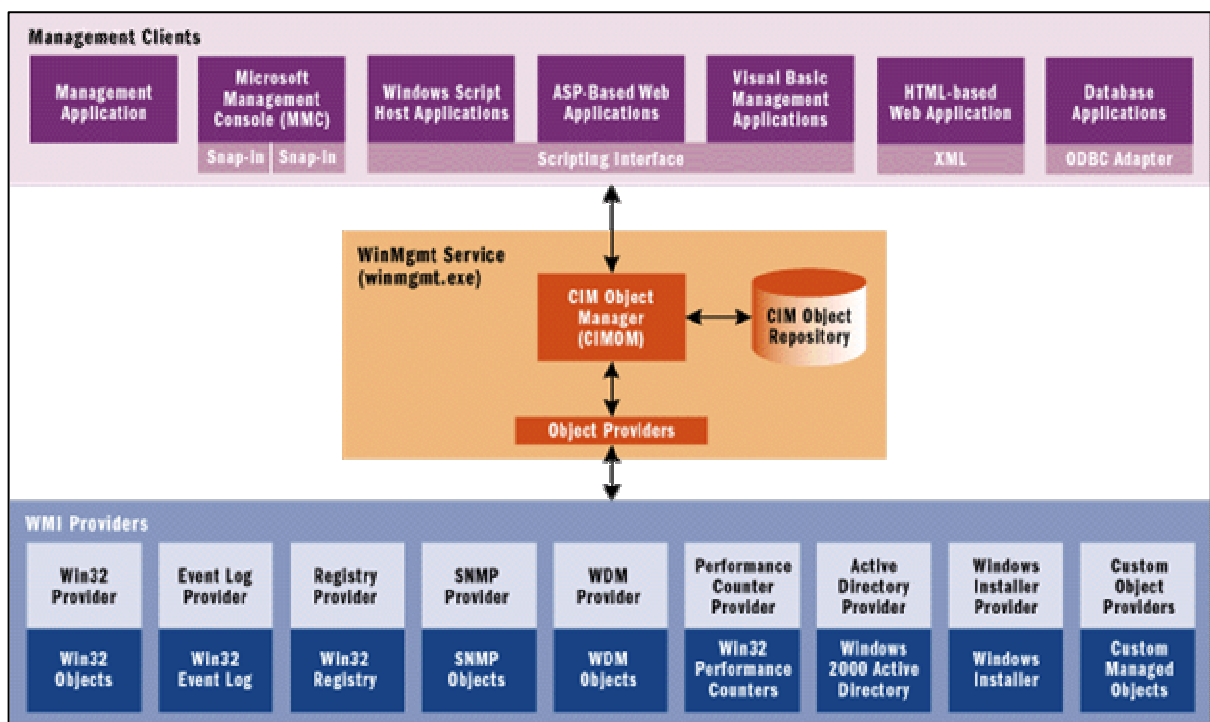 Management Clients
Management
Application
Microsoft
Management
Console (MMC)
Snap-In Snap-In
Windows Script
Host Applications
ASP-Based Web
Applications
Visual Basic
Management
Applications
Scripting Interface
HTML-based
Web Application
XML
Database
Applications
ODBC Adapter
WinMgmt Service
(winmgmt.exe)
CIM Object
Manager
(CIMOM)
CIM Object
Repository
Object Providers
WMI Providers
Win32
Provider
Event Log
Provider
Registry
Provider
SNMP
Provider
WDM
Provider
Performance
Counter
Provider
Active
Directory
Provider
Windows
Installer
Provider
Custom
Object
Providers
Win32
Objects
Win32
Event Log
Win32
Registry
SNMP
Objects
WDM
Objects
Win32
Performance
Counters
Windows
2000 Active
Directory
Windows
Installer
Custom
Managed
Objects